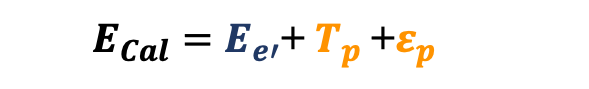 E_Cal = E_e′ + T_p + ε_p